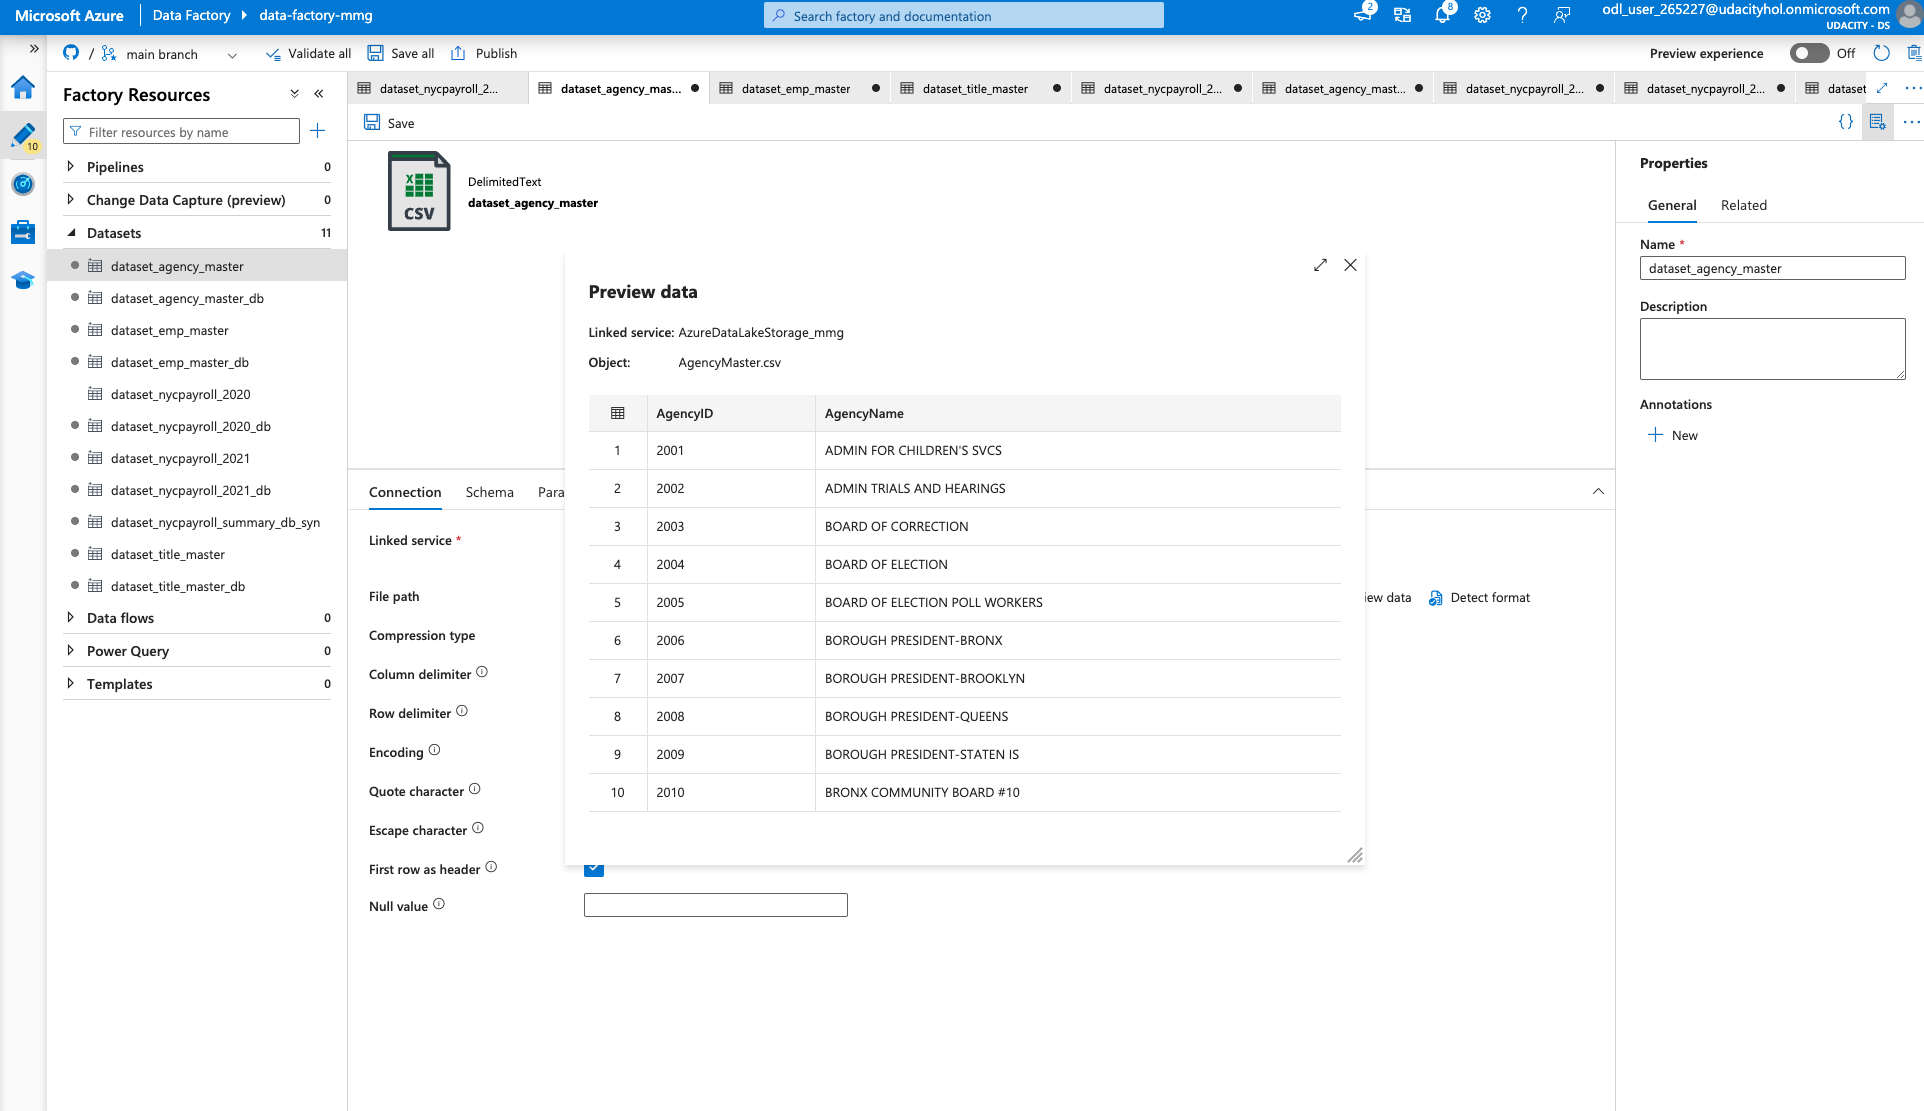 Microsoft Azure
Data Factory
data-factory-mmg
Search factory and documentation
2
8
odl_user_265227@udacityhol.onmicrosoft.com
UDACITY - DS
/
main branch
Validate all
Save all
Publish
Preview experience
Off
10
Factory Resources
Filter resources by name
Pipelines 0
Change Data Capture (preview) 0
Datasets 11
dataset_agency_master
dataset_agency_master_db
dataset_emp_master
dataset_emp_master_db
dataset_nycpayroll_2020
dataset_nycpayroll_2020_db
dataset_nycpayroll_2021
dataset_nycpayroll_2021_db
dataset_nycpayroll_summary_db_syn
dataset_title_master
dataset_title_master_db
Data flows 0
Power Query 0
Templates 0
dataset_nycpayroll_2...
dataset_agency_mas...
dataset_emp_master
dataset_title_master
dataset_nycpayroll_2...
dataset_agency_mast...
dataset_nycpayroll_2...
dataset_nycpayroll_2...
dataset
Save
{}
X
CSV
DelimitedText
dataset_agency_master
Connection
Schema
Para
Linked service *
File path
iew data
Detect format
Compression type
Column delimiter
Row delimiter
Encoding
Quote character
Escape character
First row as header
Null value
Preview data
Linked service: AzureDataLakeStorage_mmg
Object: AgencyMaster.csv
AgencyID AgencyName
1 2001 ADMIN FOR CHILDREN'S SVCS
2 2002 ADMIN TRIALS AND HEARINGS
3 2003 BOARD OF CORRECTION
4 2004 BOARD OF ELECTION
5 2005 BOARD OF ELECTION POLL WORKERS
6 2006 BOROUGH PRESIDENT-BRONX
7 2007 BOROUGH PRESIDENT-BROOKLYN
8 2008 BOROUGH PRESIDENT-QUEENS
9 2009 BOROUGH PRESIDENT-STATEN IS
10 2010 BRONX COMMUNITY BOARD #10
Properties
General
Related
Name *
dataset_agency_master
Description
Annotations
New